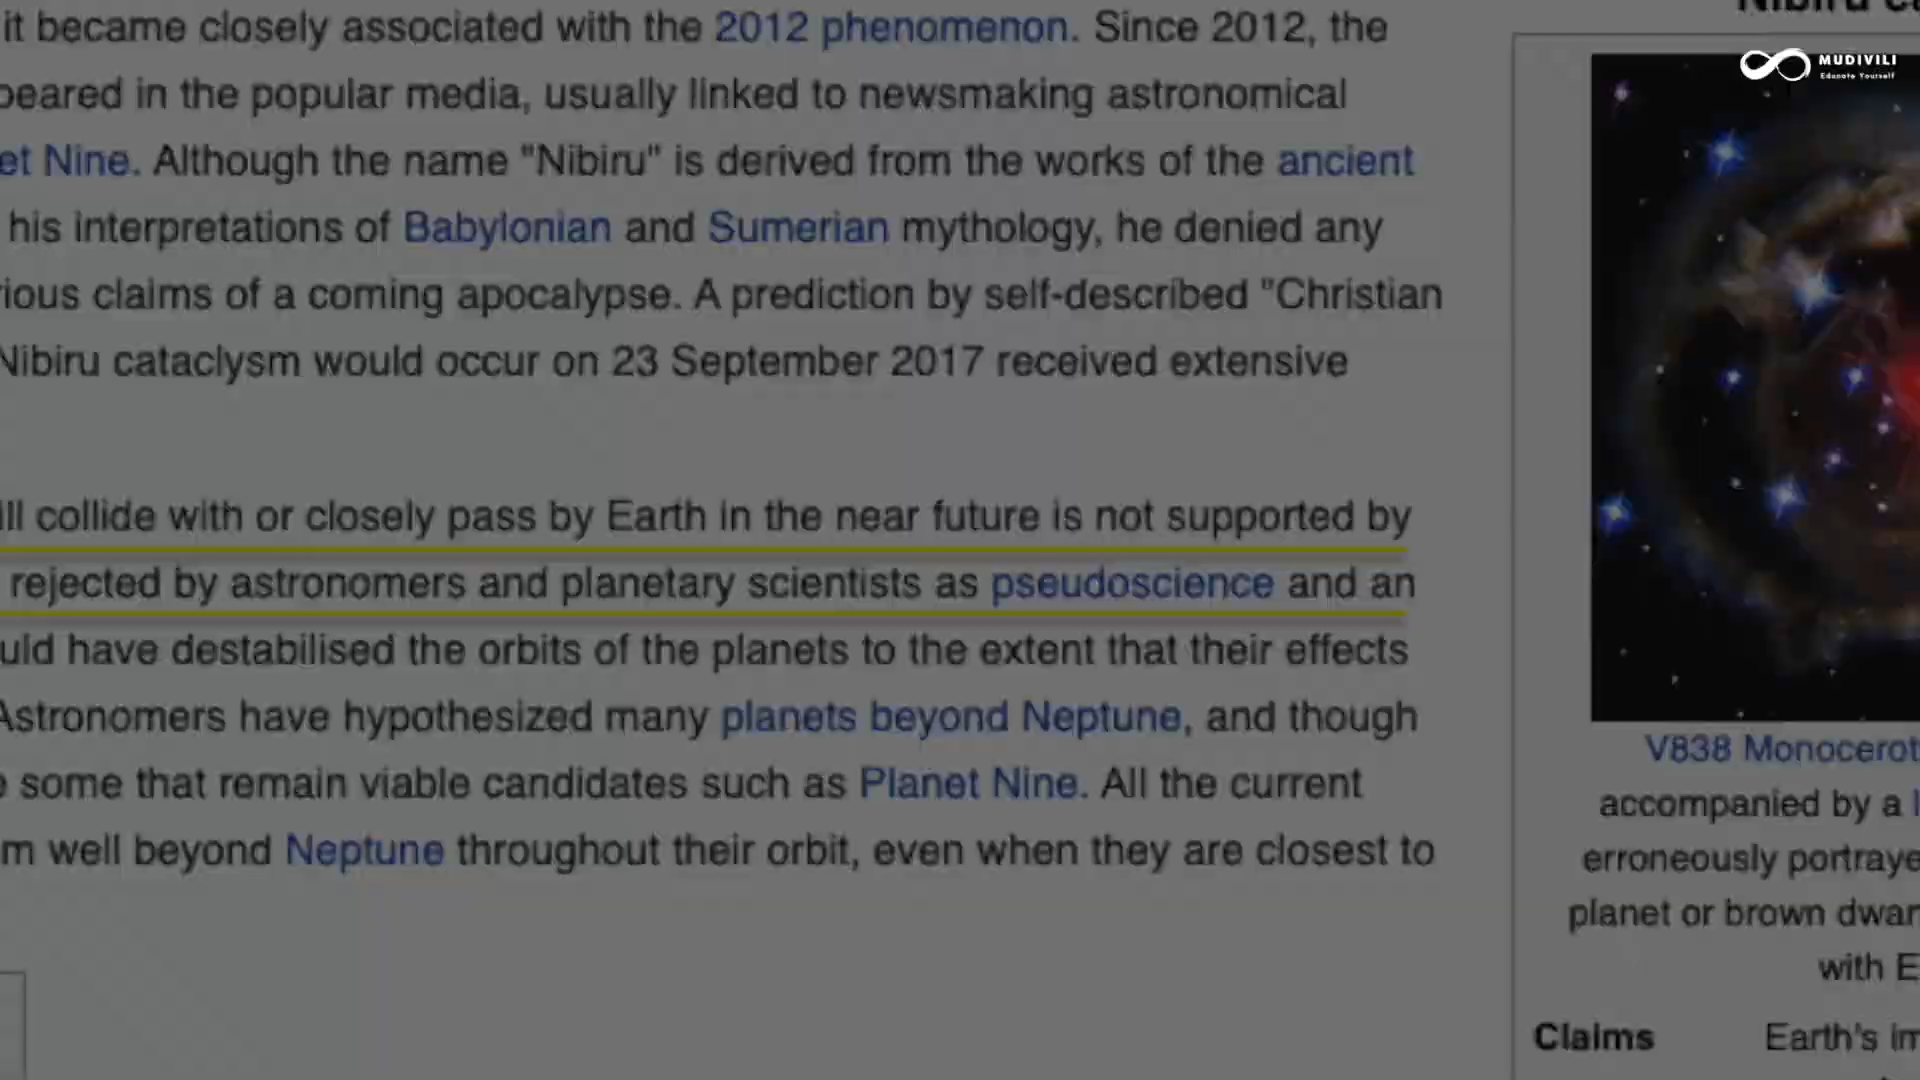 it became closely associated with the 2012 phenomenon. Since 2012, the
peared in the popular media, usually linked to newsmaking astronomical
et Nine. Although the name "Nibiru" is derived from the works of the ancient
his interpretations of Babylonian and Sumerian mythology, he denied any
rious claims of a coming apocalypse. A prediction by self-described "Christian
Nibiru cataclysm would occur on 23 September 2017 received extensive
ill collide with or closely pass by Earth in the near future is not supported by
rejected by astronomers and planetary scientists as pseudoscience and an
uld have destabilised the orbits of the planets to the extent that their effects
Astronomers have hypothesized many planets beyond Neptune, and though
some that remain viable candidates such as Planet Nine. All the current
m well beyond Neptune throughout their orbit, even when they are closest to
Nibiru ca
MUDIVILI
Educate Yourself
V838 Monocerot
accompanied by a l
erroneously portraye
planet or brown dwar
with E
Claims Earth's im